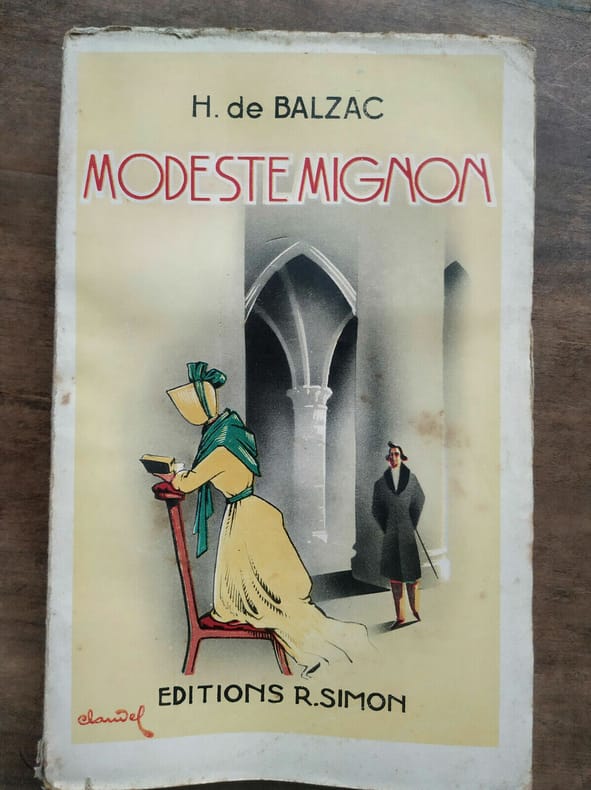 H. de BALZAC
MODESTE MIGNON
EDITIONS R. SIMON
claudel